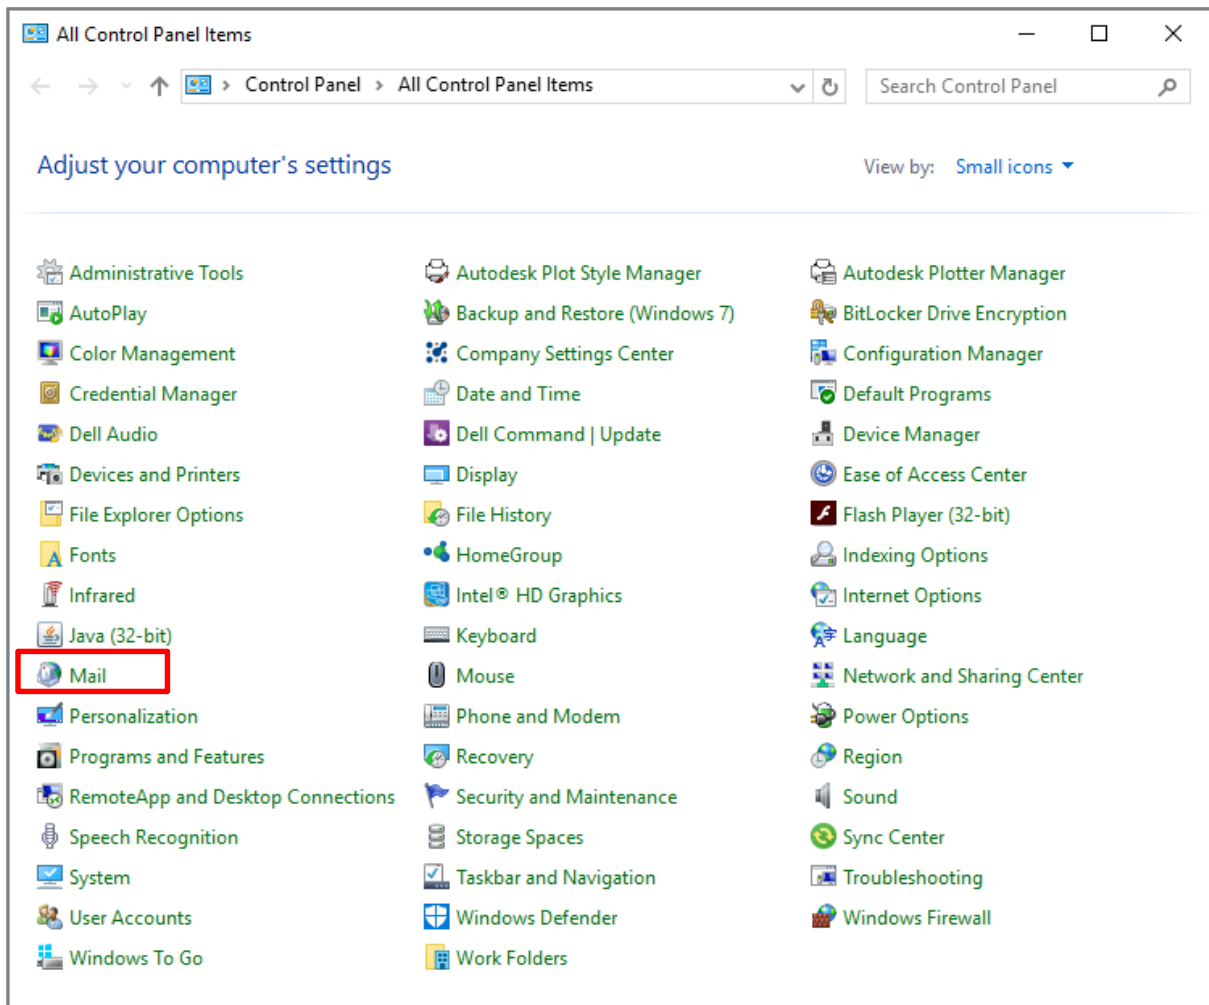 All Control Panel Items
Control Panel All Control Panel Items Search Control Panel
Adjust your computer's settings View by: Small icons
Administrative Tools Autodesk Plot Style Manager Autodesk Plotter Manager
AutoPlay Backup and Restore (Windows 7) BitLocker Drive Encryption
Color Management Company Settings Center Configuration Manager
Credential Manager Date and Time Default Programs
Dell Audio Dell Command | Update Device Manager
Devices and Printers Display Ease of Access Center
File Explorer Options File History Flash Player (32-bit)
Fonts HomeGroup Indexing Options
Infrared Intel® HD Graphics Internet Options
Java (32-bit) Keyboard Language
Mail Mouse Network and Sharing Center
Personalization Phone and Modem Power Options
Programs and Features Recovery Region
RemoteApp and Desktop Connections Security and Maintenance Sound
Speech Recognition Storage Spaces Sync Center
System Taskbar and Navigation Troubleshooting
User Accounts Windows Defender Windows Firewall
Windows To Go Work Folders